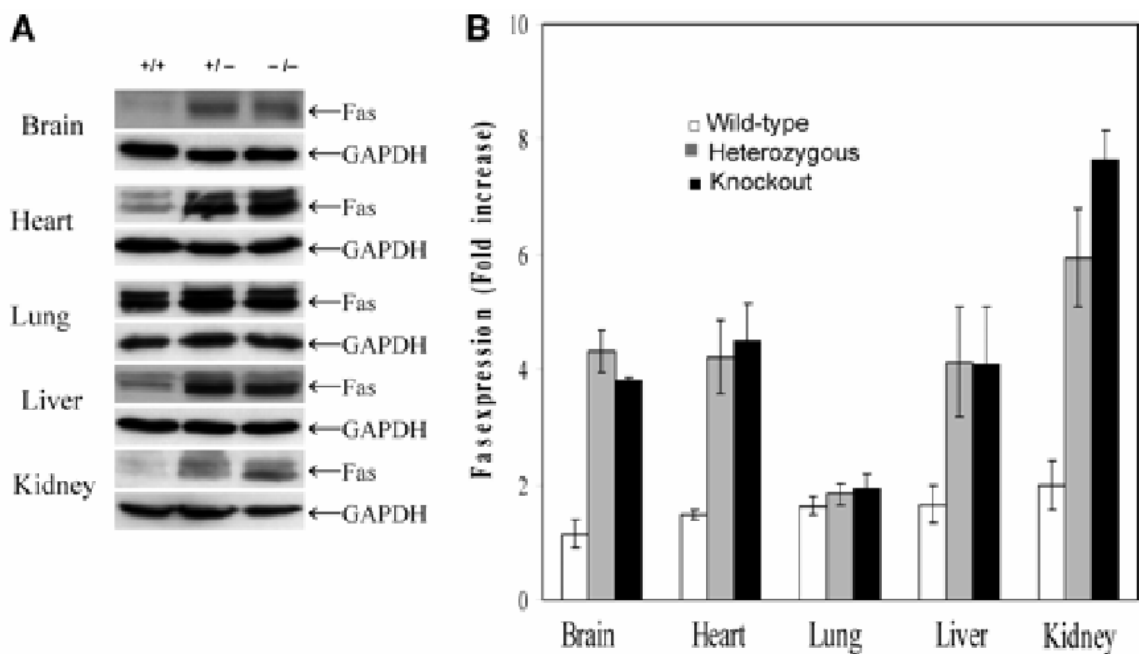 A
+/+ +/– –/–
Brain
←Fas
←GAPDH
Heart
←Fas
←GAPDH
Lung
←Fas
←GAPDH
Liver
←Fas
←GAPDH
Kidney
←Fas
←GAPDH
B
Fasexpression (Fold increase)
10
8
6
4
2
0
Wild-type
Heterozygous
Knockout
Brain Heart Lung Liver Kidney